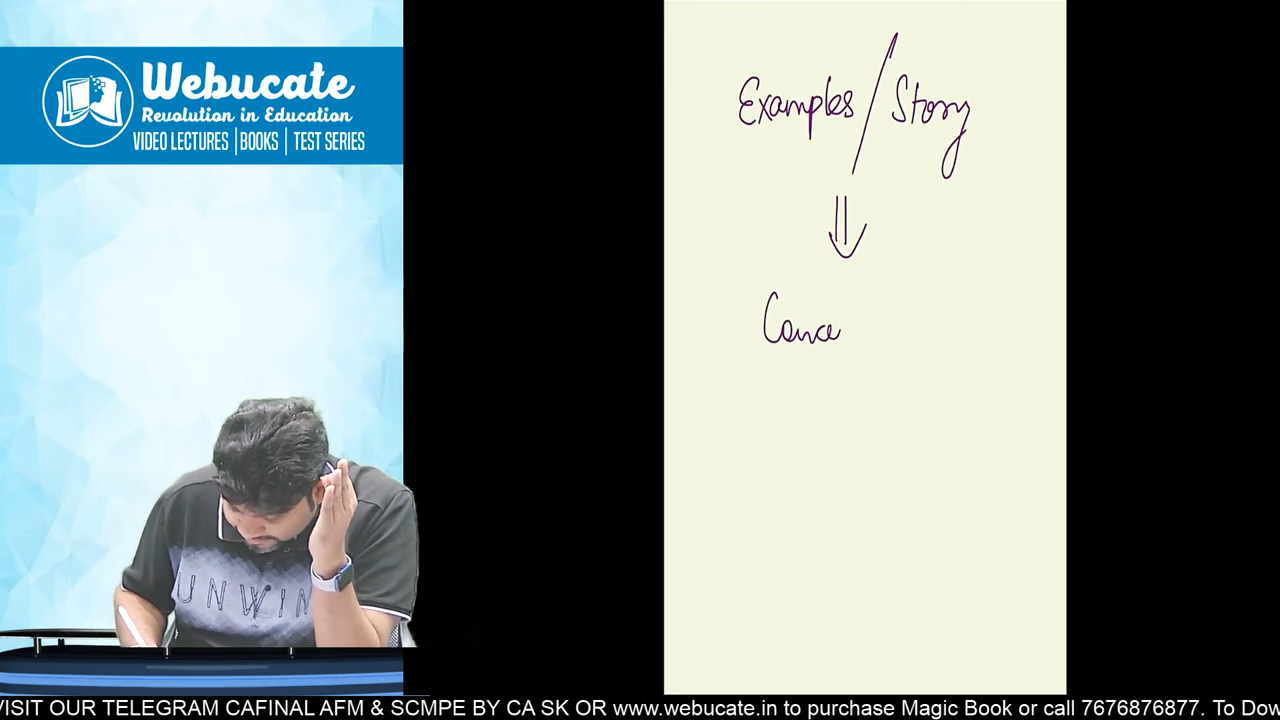 Webucate
Revolution in Education
VIDEO LECTURES | BOOKS | TEST SERIES
Examples / Story
Conce
UNWIN
VISIT OUR TELEGRAM CAFINAL AFM & SCMPE BY CA SK OR www.webucate.in to purchase Magic Book or call 7676876877. To Dow